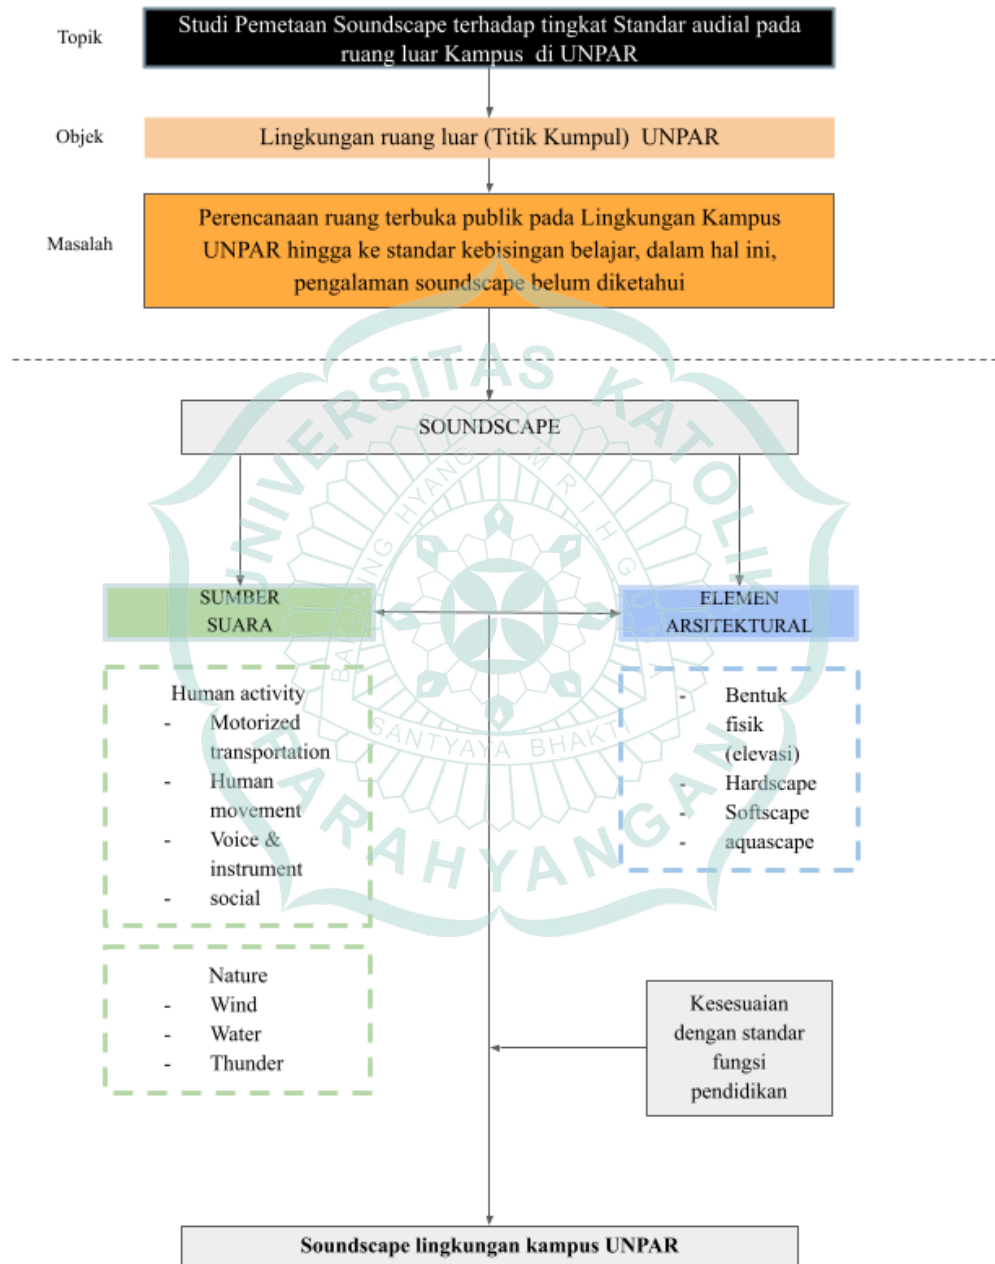 Topik
Studi Pemetaan Soundscape terhadap tingkat Standar audial pada
ruang luar Kampus di UNPAR
Objek
Lingkungan ruang luar (Titik Kumpul) UNPAR
Masalah
Perencanaan ruang terbuka publik pada Lingkungan Kampus
UNPAR hingga ke standar kebisingan belajar, dalam hal ini,
pengalaman soundscape belum diketahui
UNIVERSITAS KATOLIK
PARAHYANGAN
BAKUNING HYANG MRIH GUNA
SANTYAYA BHAKTI
SOUNDSCAPE
SUMBER
SUARA
Human activity
- Motorized
transportation
- Human
movement
- Voice &
instrument
- social
Nature
- Wind
- Water
- Thunder
ELEMEN
ARSITEKTURAL
- Bentuk
fisik
(elevasi)
- Hardscape
- Softscape
- aquascape
Kesesuaian
dengan standar
fungsi
pendidikan
Soundscape lingkungan kampus UNPAR